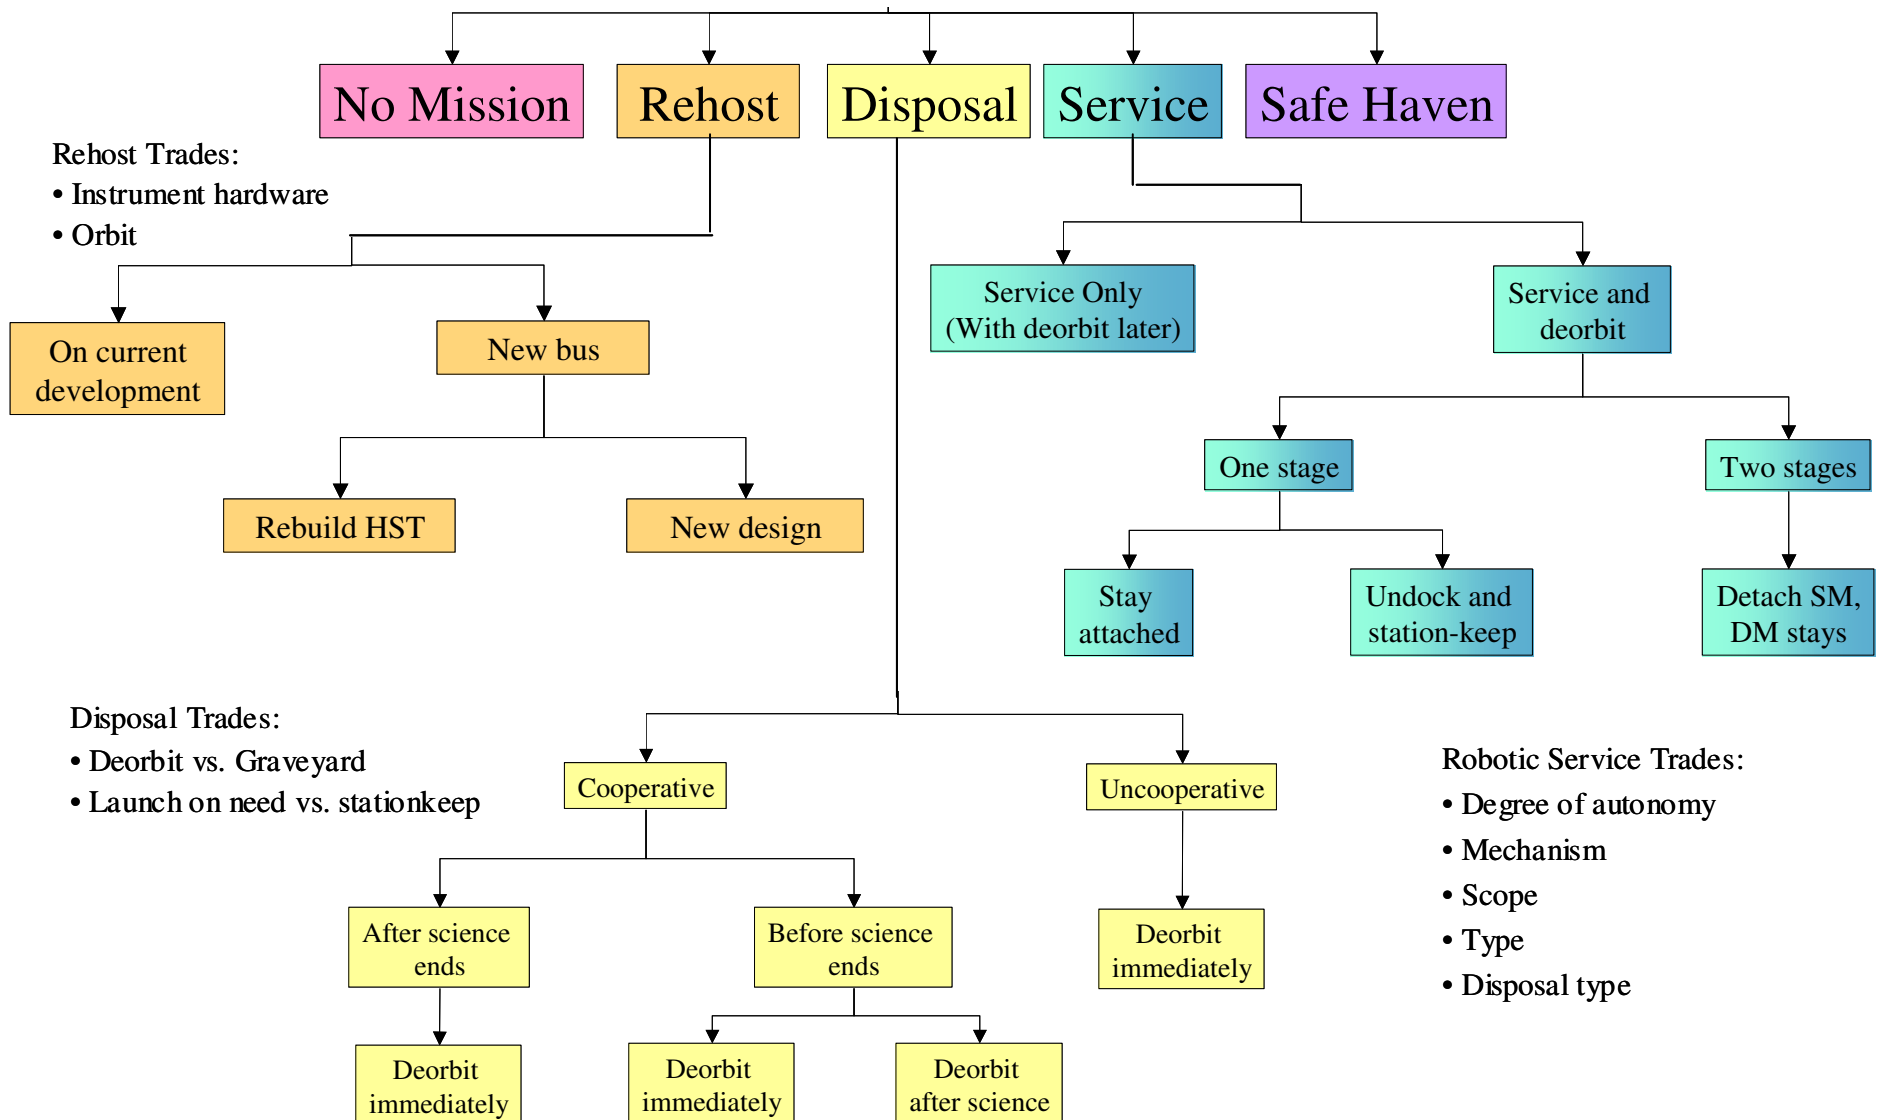 No Mission
Rehost
Disposal
Service
Safe Haven
Rehost Trades:
• Instrument hardware
• Orbit
On current
development
New bus
Rebuild HST
New design
Service Only
(With deorbit later)
Service and
deorbit
One stage
Two stages
Stay
attached
Undock and
station-keep
Detach SM,
DM stays
Disposal Trades:
• Deorbit vs. Graveyard
• Launch on need vs. stationkeep
Cooperative
Uncooperative
After science
ends
Before science
ends
Deorbit
immediately
Deorbit
immediately
Deorbit
immediately
Deorbit
after science
Robotic Service Trades:
• Degree of autonomy
• Mechanism
• Scope
• Type
• Disposal type